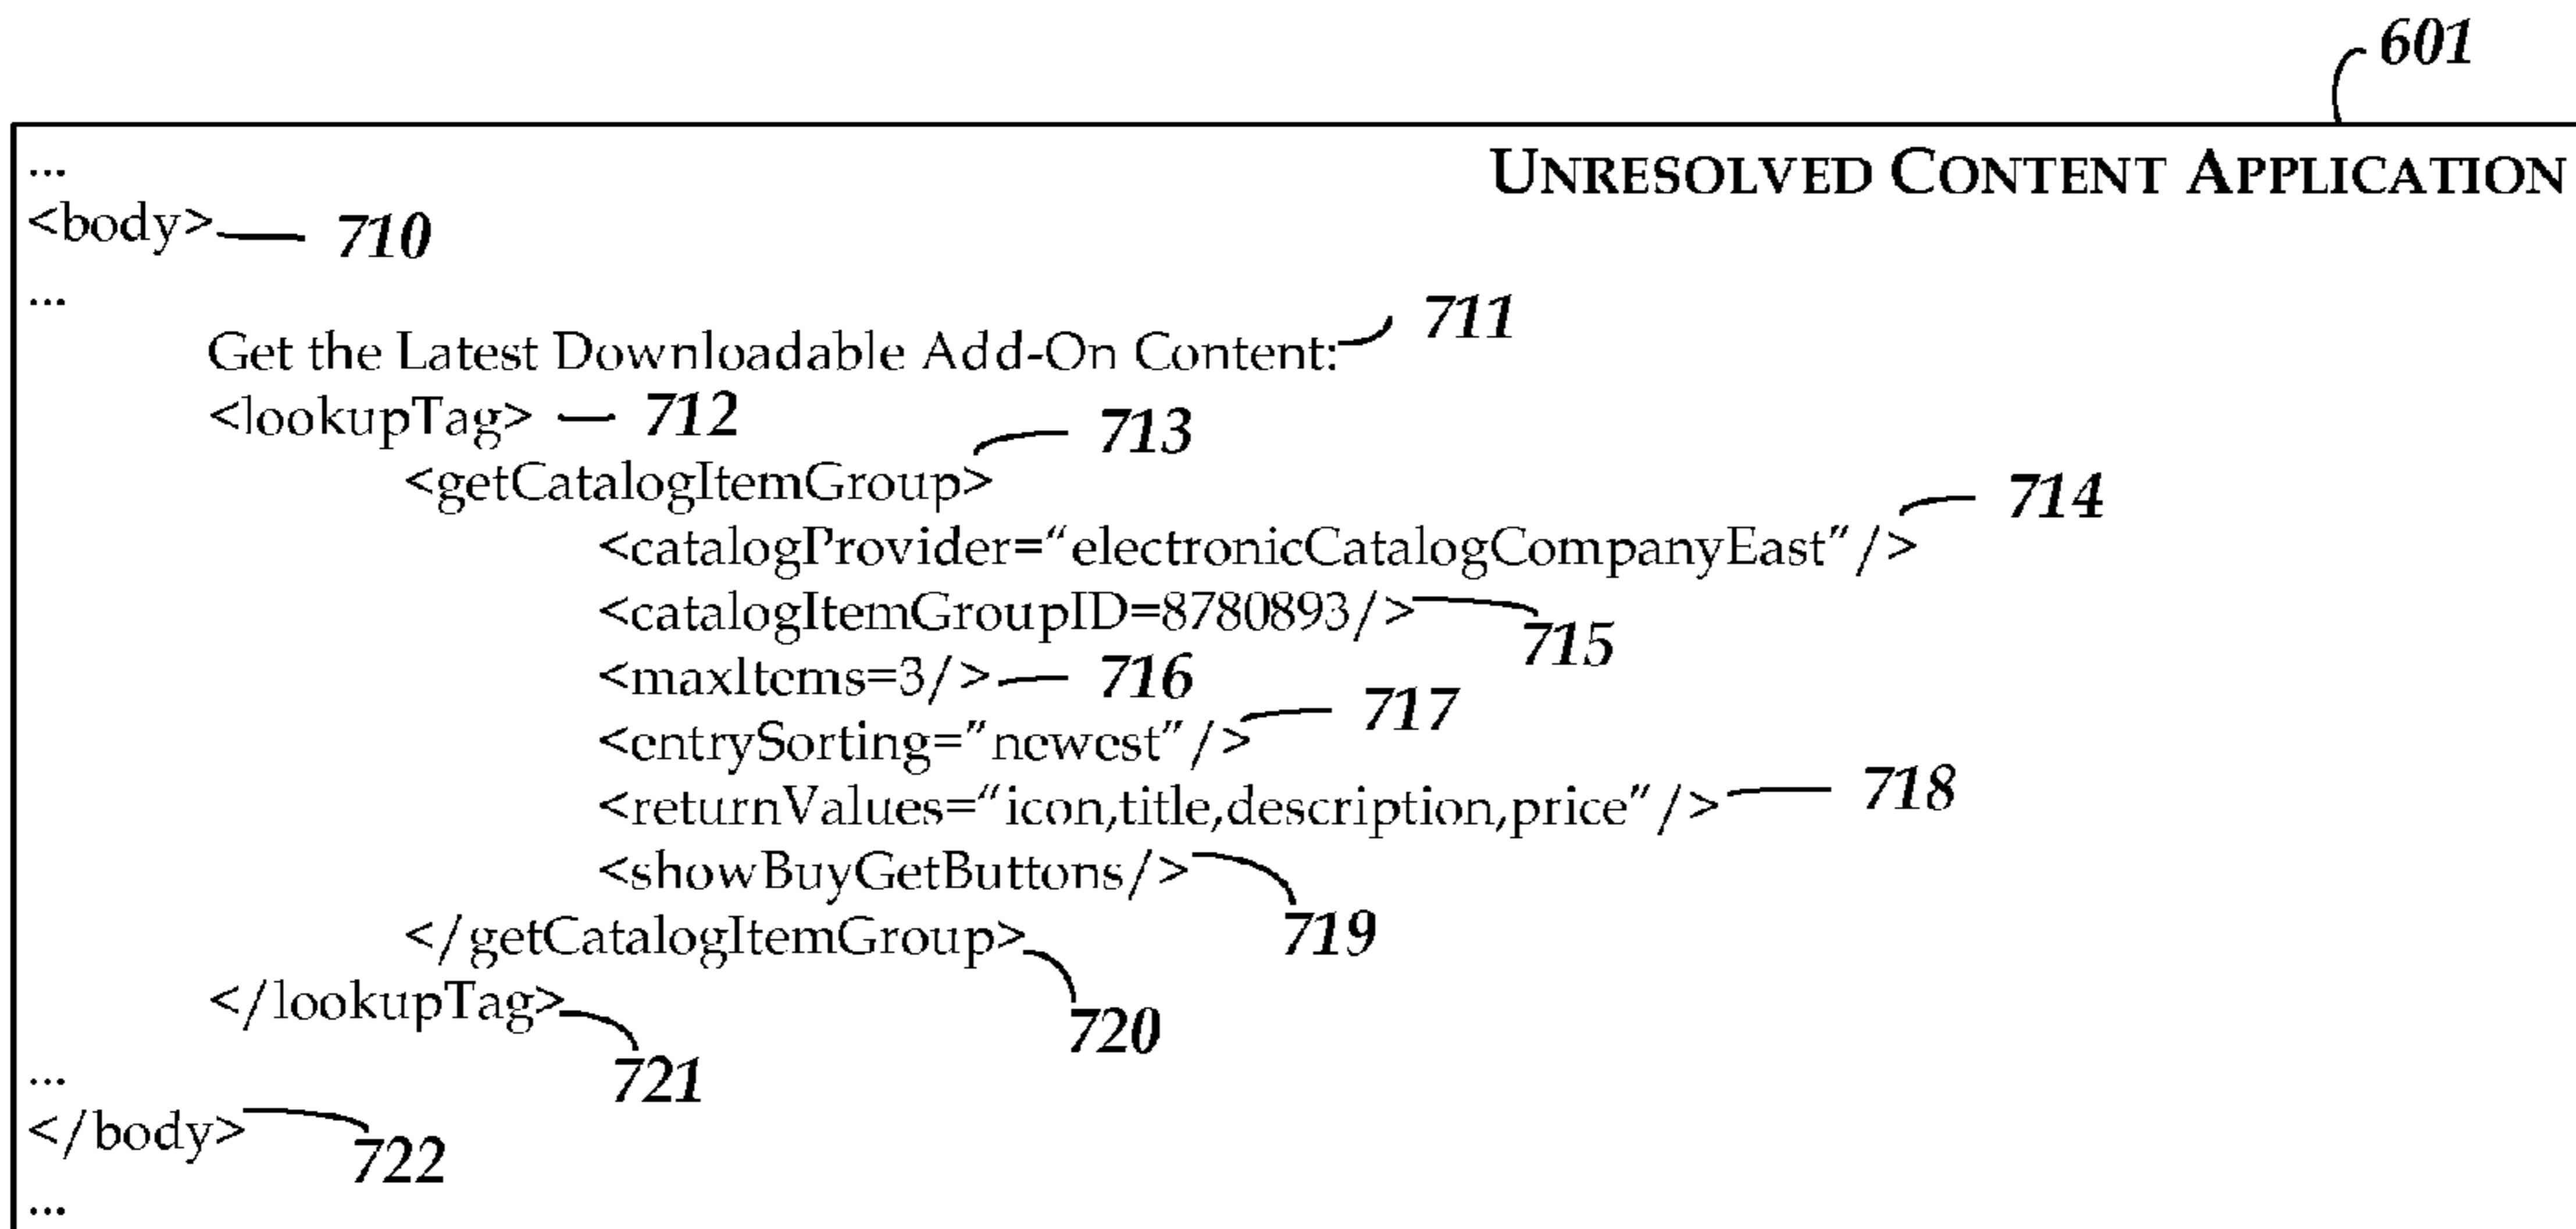 601
... UNRESOLVED CONTENT APPLICATION
<body> 710
...
Get the Latest Downloadable Add-On Content: 711
<lookupTag> 712
<getCatalogItemGroup> 713
<catalogProvider=“electronicCatalogCompanyEast”/> 714
<catalogItemGroupID=8780893/> 715
<maxItems=3/> 716
<entrySorting=”newest”/> 717
<returnValues=“icon,title,description,price”/> 718
<showBuyGetButtons/> 719
</getCatalogItemGroup> 720
</lookupTag> 721
...
</body> 722
...